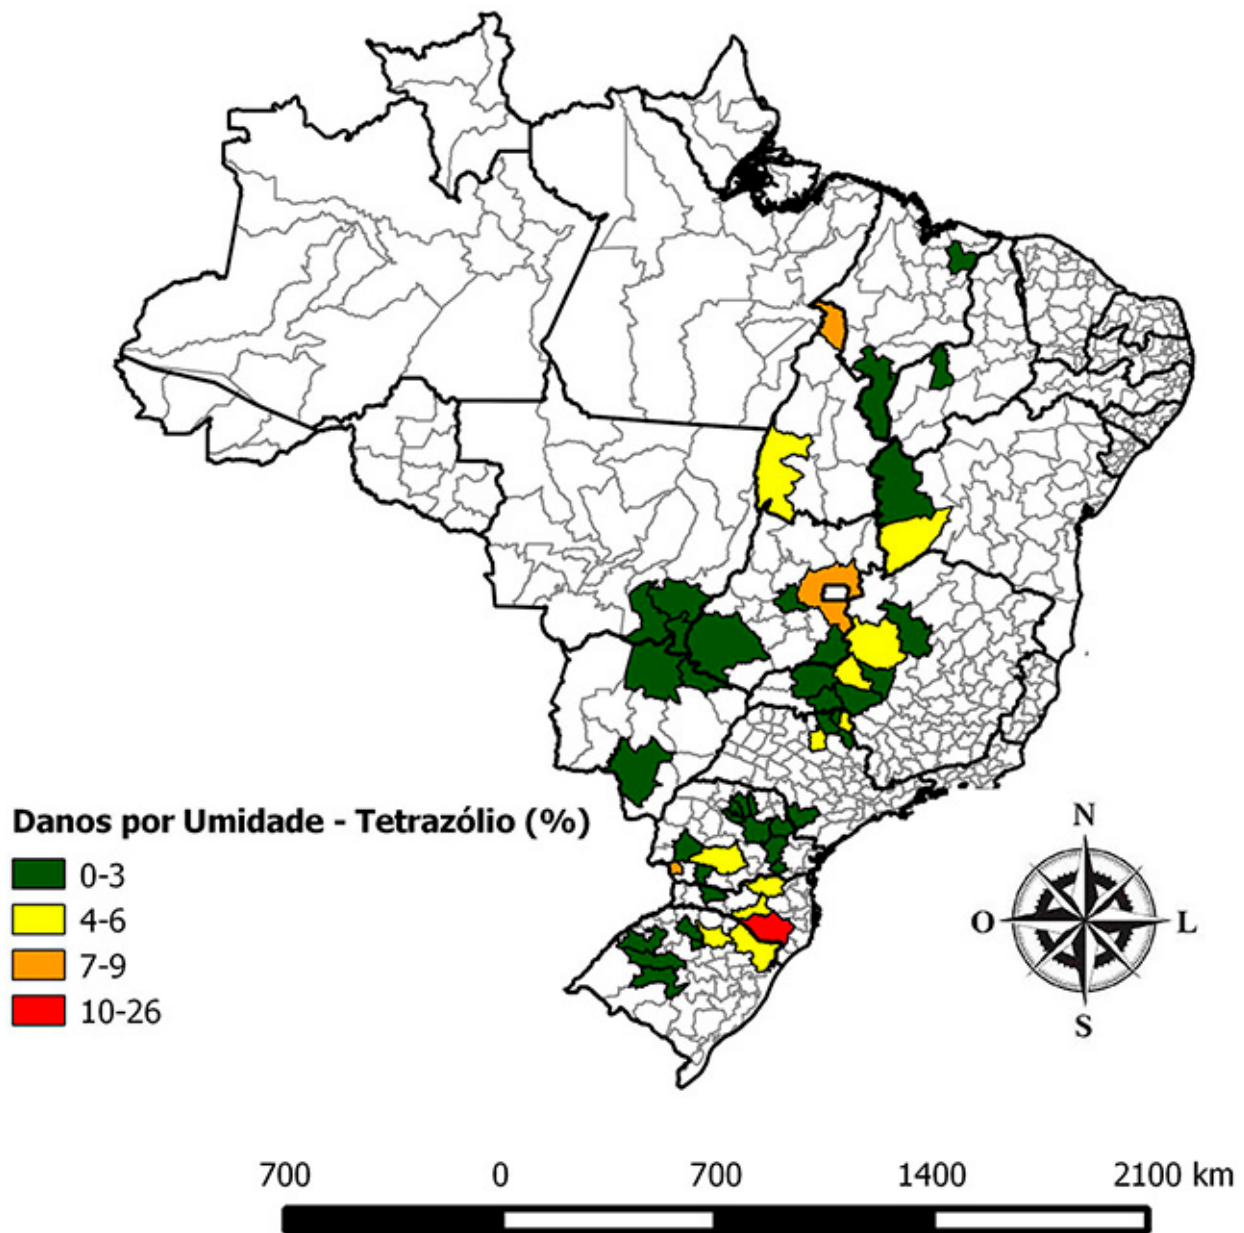 Danos por Umidade - Tetrazólio (%)
0-3
4-6
7-9
10-26
N
O
L
S
700 0 700 1400 2100 km